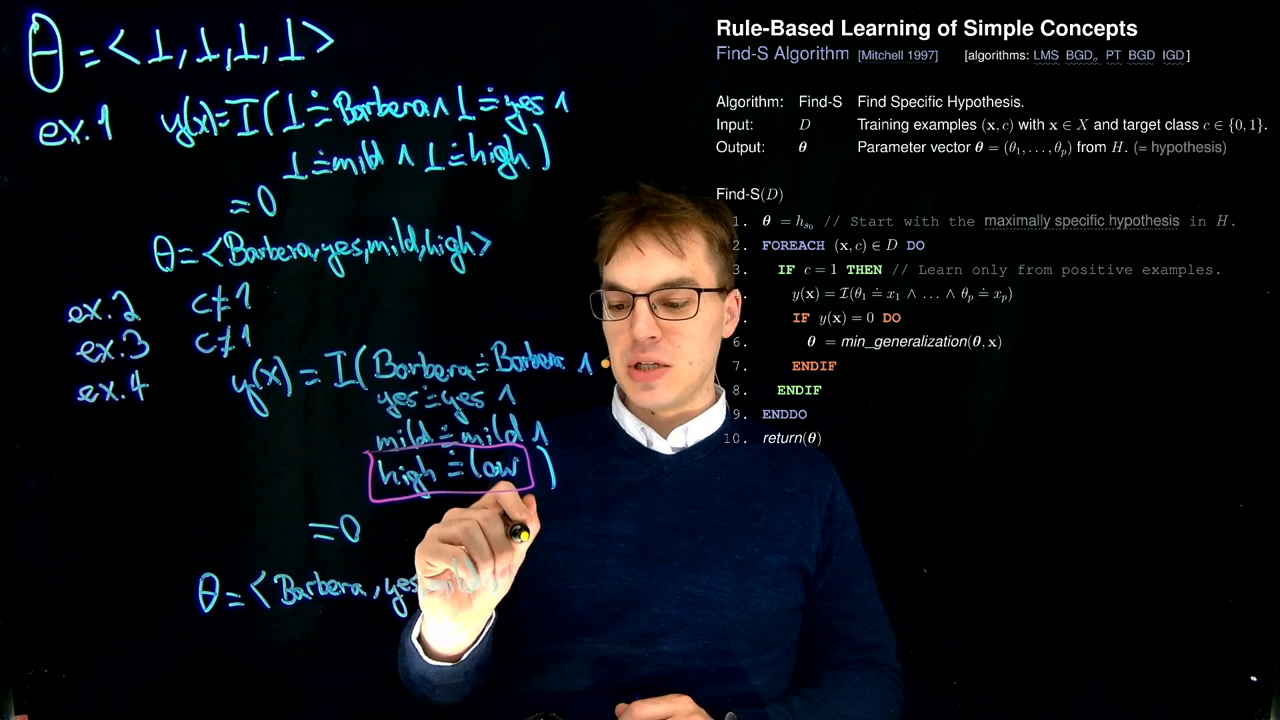 θ = < ⊥, ⊥, ⊥, ⊥ >
ex. 1 y(x) = I( ⊥ ≐ Barbera ∧ ⊥ ≐ yes ∧
⊥ ≐ mild ∧ ⊥ ≐ high )
= 0
θ = < Barbera, yes, mild, high >
ex. 2 c ≠ 1
ex. 3 c ≠ 1
ex. 4 y(x) = I( Barbera ≐ Barbera ∧
yes ≐ yes ∧
mild ≐ mild ∧
high ≐ low )
= 0
θ = < Barbera, yes
Rule-Based Learning of Simple Concepts
Find-S Algorithm [Mitchell 1997] [algorithms: LMS BGDσ PT BGD IGD ]
Algorithm: Find-S Find Specific Hypothesis.
Input: D Training examples (x, c) with x ∈ X and target class c ∈ {0, 1}.
Output: θ Parameter vector θ = (θ₁, . . . , θₚ) from H. (= hypothesis)
Find-S(D)
1. θ = hₛ₀ // Start with the maximally specific hypothesis in H.
2. FOREACH (x, c) ∈ D DO
3. IF c = 1 THEN // Learn only from positive examples.
. y(x) = I(θ₁ ≐ x₁ ∧ . . . ∧ θₚ ≐ xₚ)
. IF y(x) = 0 DO
6. θ = min_generalization(θ, x)
7. ENDIF
8. ENDIF
9. ENDDO
10. return(θ)